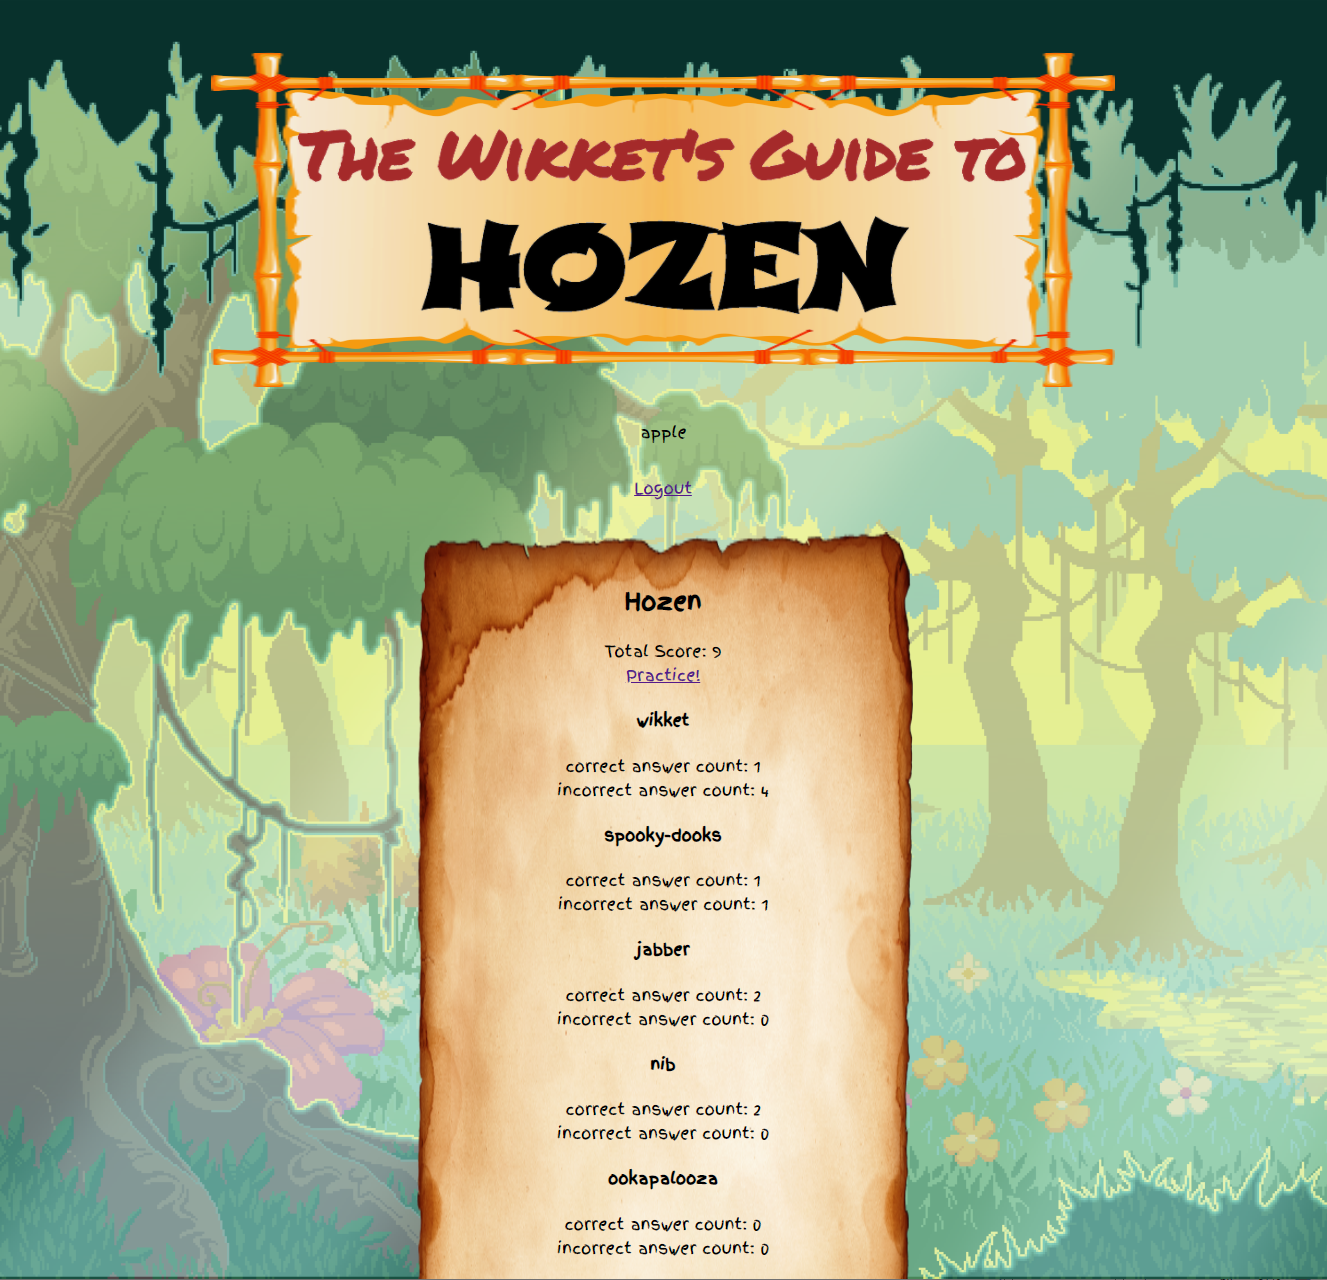 The Wikket's Guide to
HOZEN
apple
Logout
Hozen
Total Score: 9
Practice!
wikket
correct answer count: 1
incorrect answer count: 4
spooky-dooks
correct answer count: 1
incorrect answer count: 1
jabber
correct answer count: 2
incorrect answer count: 0
nib
correct answer count: 2
incorrect answer count: 0
ookapalooza
correct answer count: 0
incorrect answer count: 0